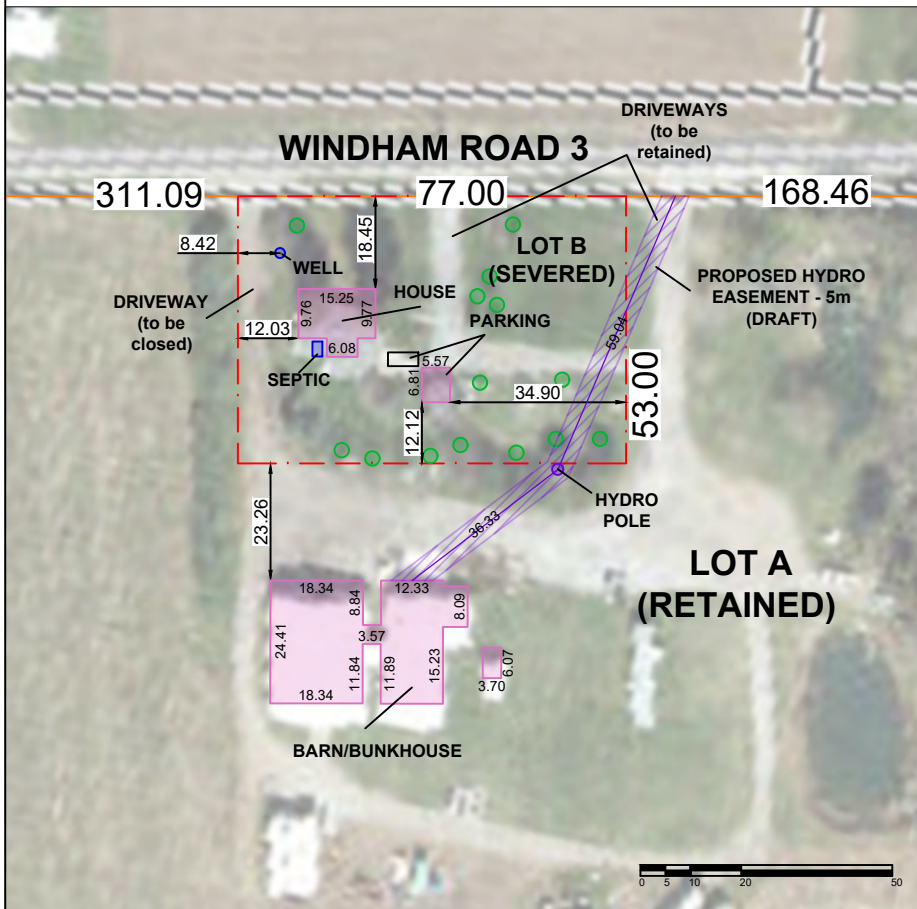 DRIVEWAYS
(to be
retained)
WINDHAM ROAD 3
311.09
77.00
168.46
8.42
WELL
18.45
LOT B
(SEVERED)
PROPOSED HYDRO
EASEMENT - 5m
(DRAFT)
DRIVEWAY
(to be
closed)
15.25
HOUSE
9.76
9.77
12.03
6.08
SEPTIC
PARKING
5.57
6.81
34.90
59.04
53.00
12.12
23.26
HYDRO
POLE
36.33
LOT A
(RETAINED)
18.34
12.33
8.84
8.09
3.57
24.41
11.84
11.89
15.23
6.07
3.70
18.34
BARN/BUNKHOUSE
0 5 10 20 50